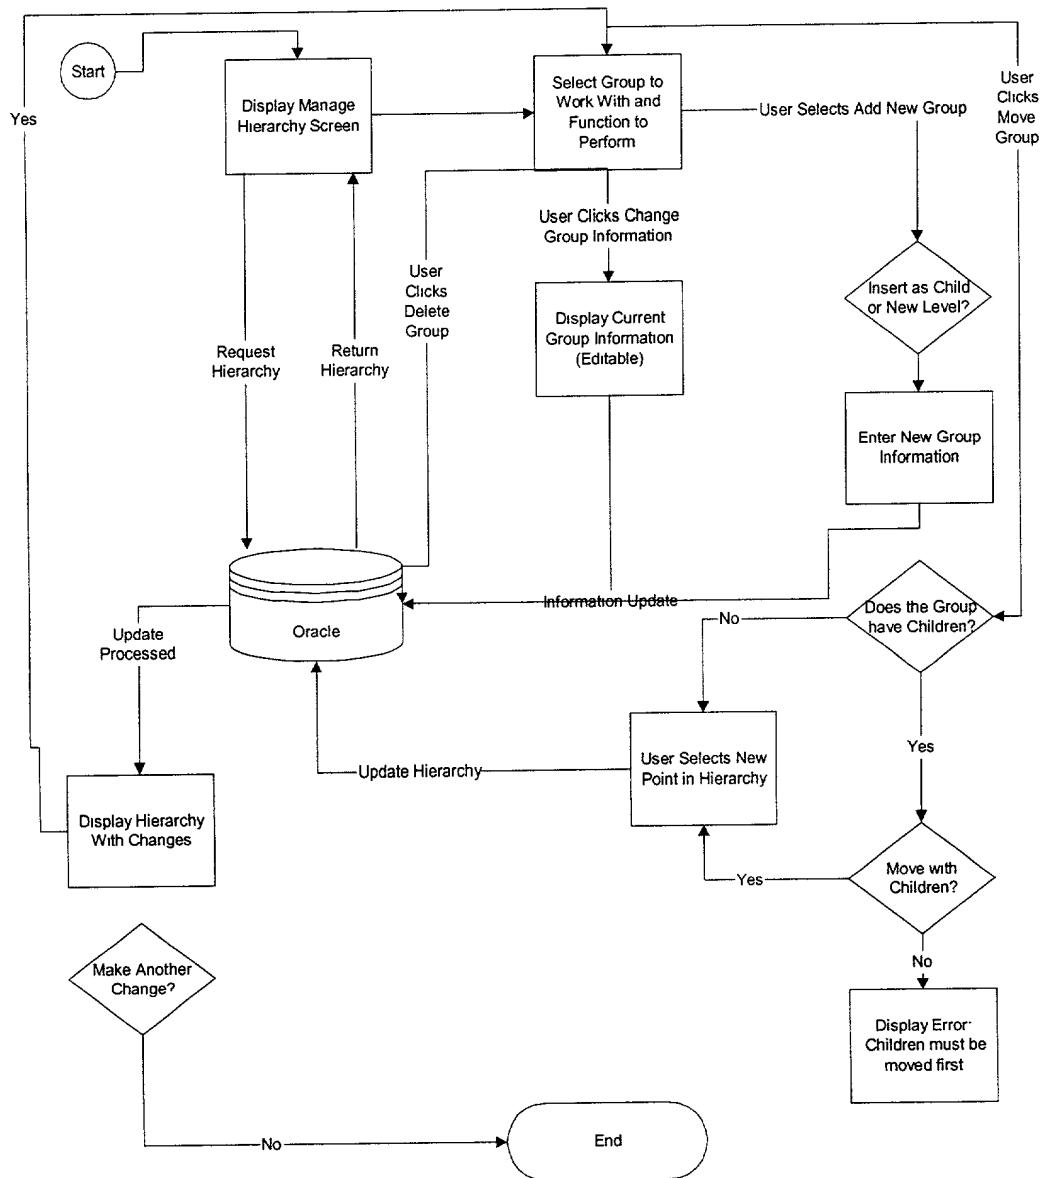 Start
Yes
Display Manage
Hierarchy Screen
Select Group to
Work With and
Function to
Perform
User Selects Add New Group
User
Clicks
Move
Group
User Clicks Change
Group Information
User
Clicks
Delete
Group
Insert as Child
or New Level?
Display Current
Group Information
(Editable)
Request
Hierarchy
Return
Hierarchy
Enter New Group
Information
Information Update
Oracle
Does the Group
have Children?
No
Update
Processed
Yes
User Selects New
Point in Hierarchy
Update Hierarchy
Display Hierarchy
With Changes
Move with
Children?
Yes
No
Make Another
Change?
Display Error:
Children must be
moved first
No
End